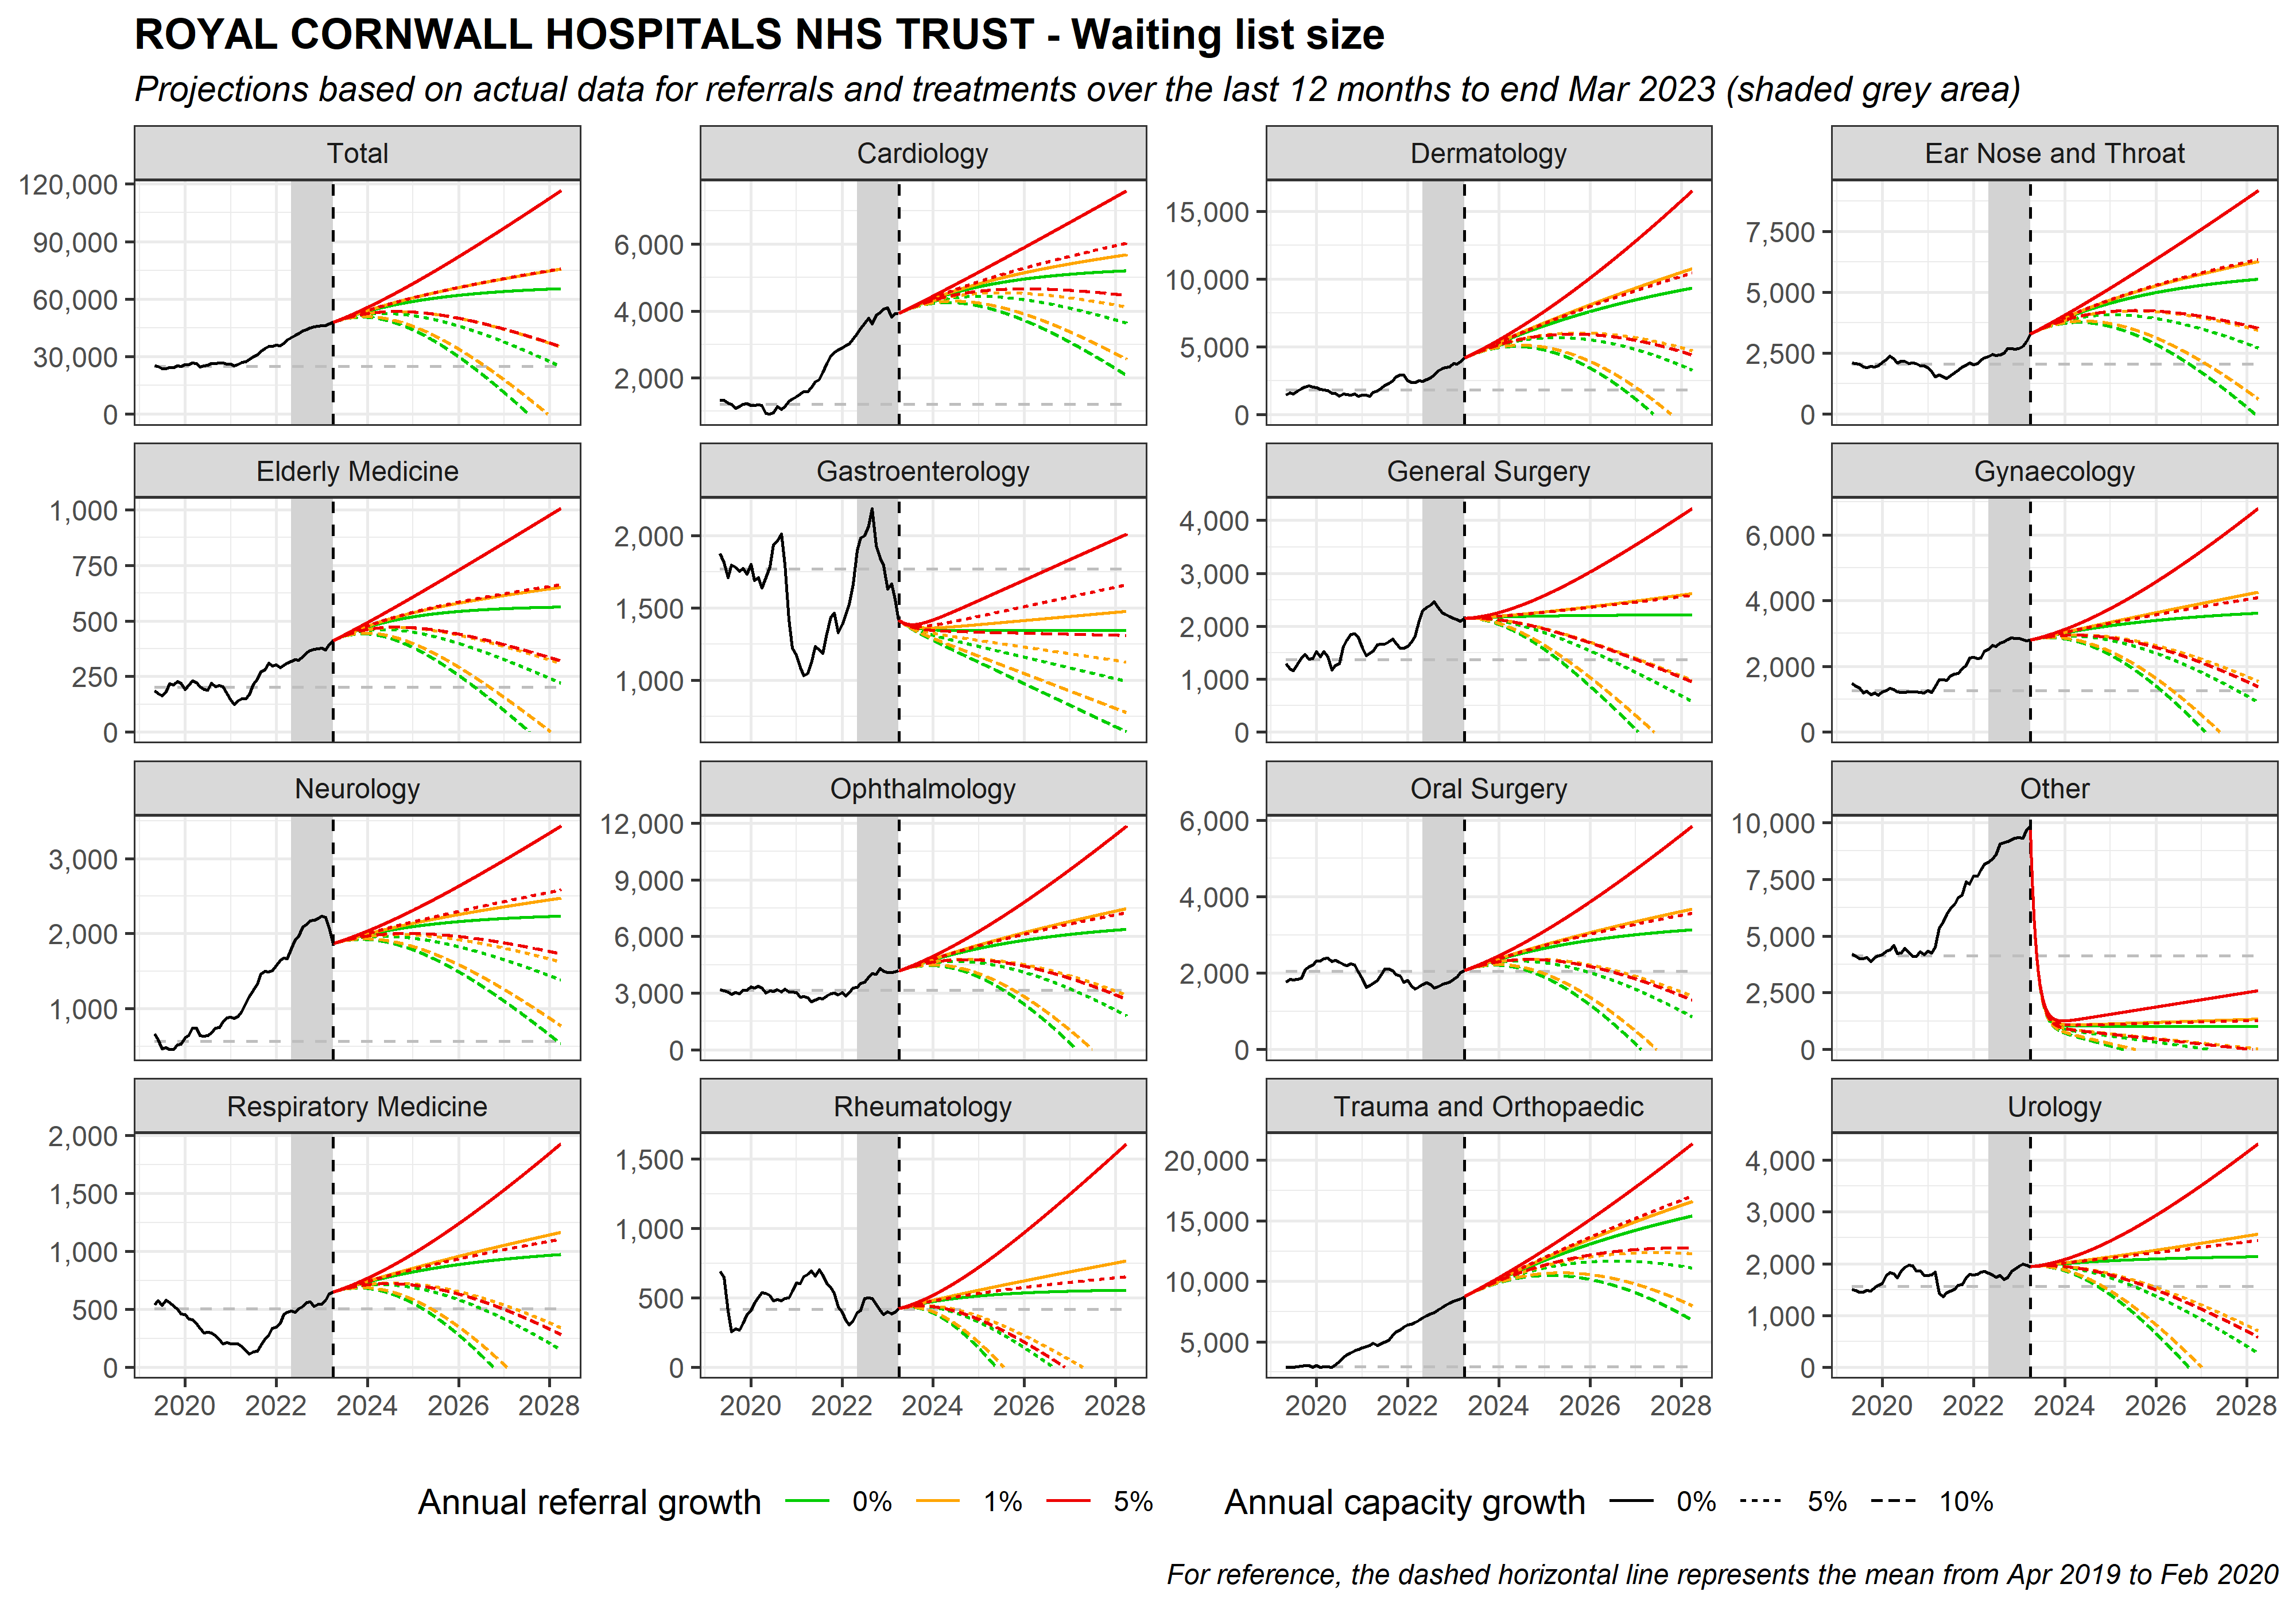 ROYAL CORNWALL HOSPITALS NHS TRUST - Waiting list size
Projections based on actual data for referrals and treatments over the last 12 months to end Mar 2023 (shaded grey area)
Total
Cardiology
Dermatology
Ear Nose and Throat
120,000
90,000
60,000
30,000
0
6,000
4,000
2,000
15,000
10,000
5,000
0
7,500
5,000
2,500
0
Elderly Medicine
Gastroenterology
General Surgery
Gynaecology
1,000
750
500
250
0
2,000
1,500
1,000
4,000
3,000
2,000
1,000
0
6,000
4,000
2,000
0
Neurology
Ophthalmology
Oral Surgery
Other
3,000
2,000
1,000
12,000
9,000
6,000
3,000
0
6,000
4,000
2,000
0
10,000
7,500
5,000
2,500
0
Respiratory Medicine
Rheumatology
Trauma and Orthopaedic
Urology
2,000
1,500
1,000
500
0
1,500
1,000
500
0
20,000
15,000
10,000
5,000
4,000
3,000
2,000
1,000
0
2020 2022 2024 2026 2028
2020 2022 2024 2026 2028
2020 2022 2024 2026 2028
2020 2022 2024 2026 2028
Annual referral growth 0% 1% 5%
Annual capacity growth 0% 5% 10%
For reference, the dashed horizontal line represents the mean from Apr 2019 to Feb 2020